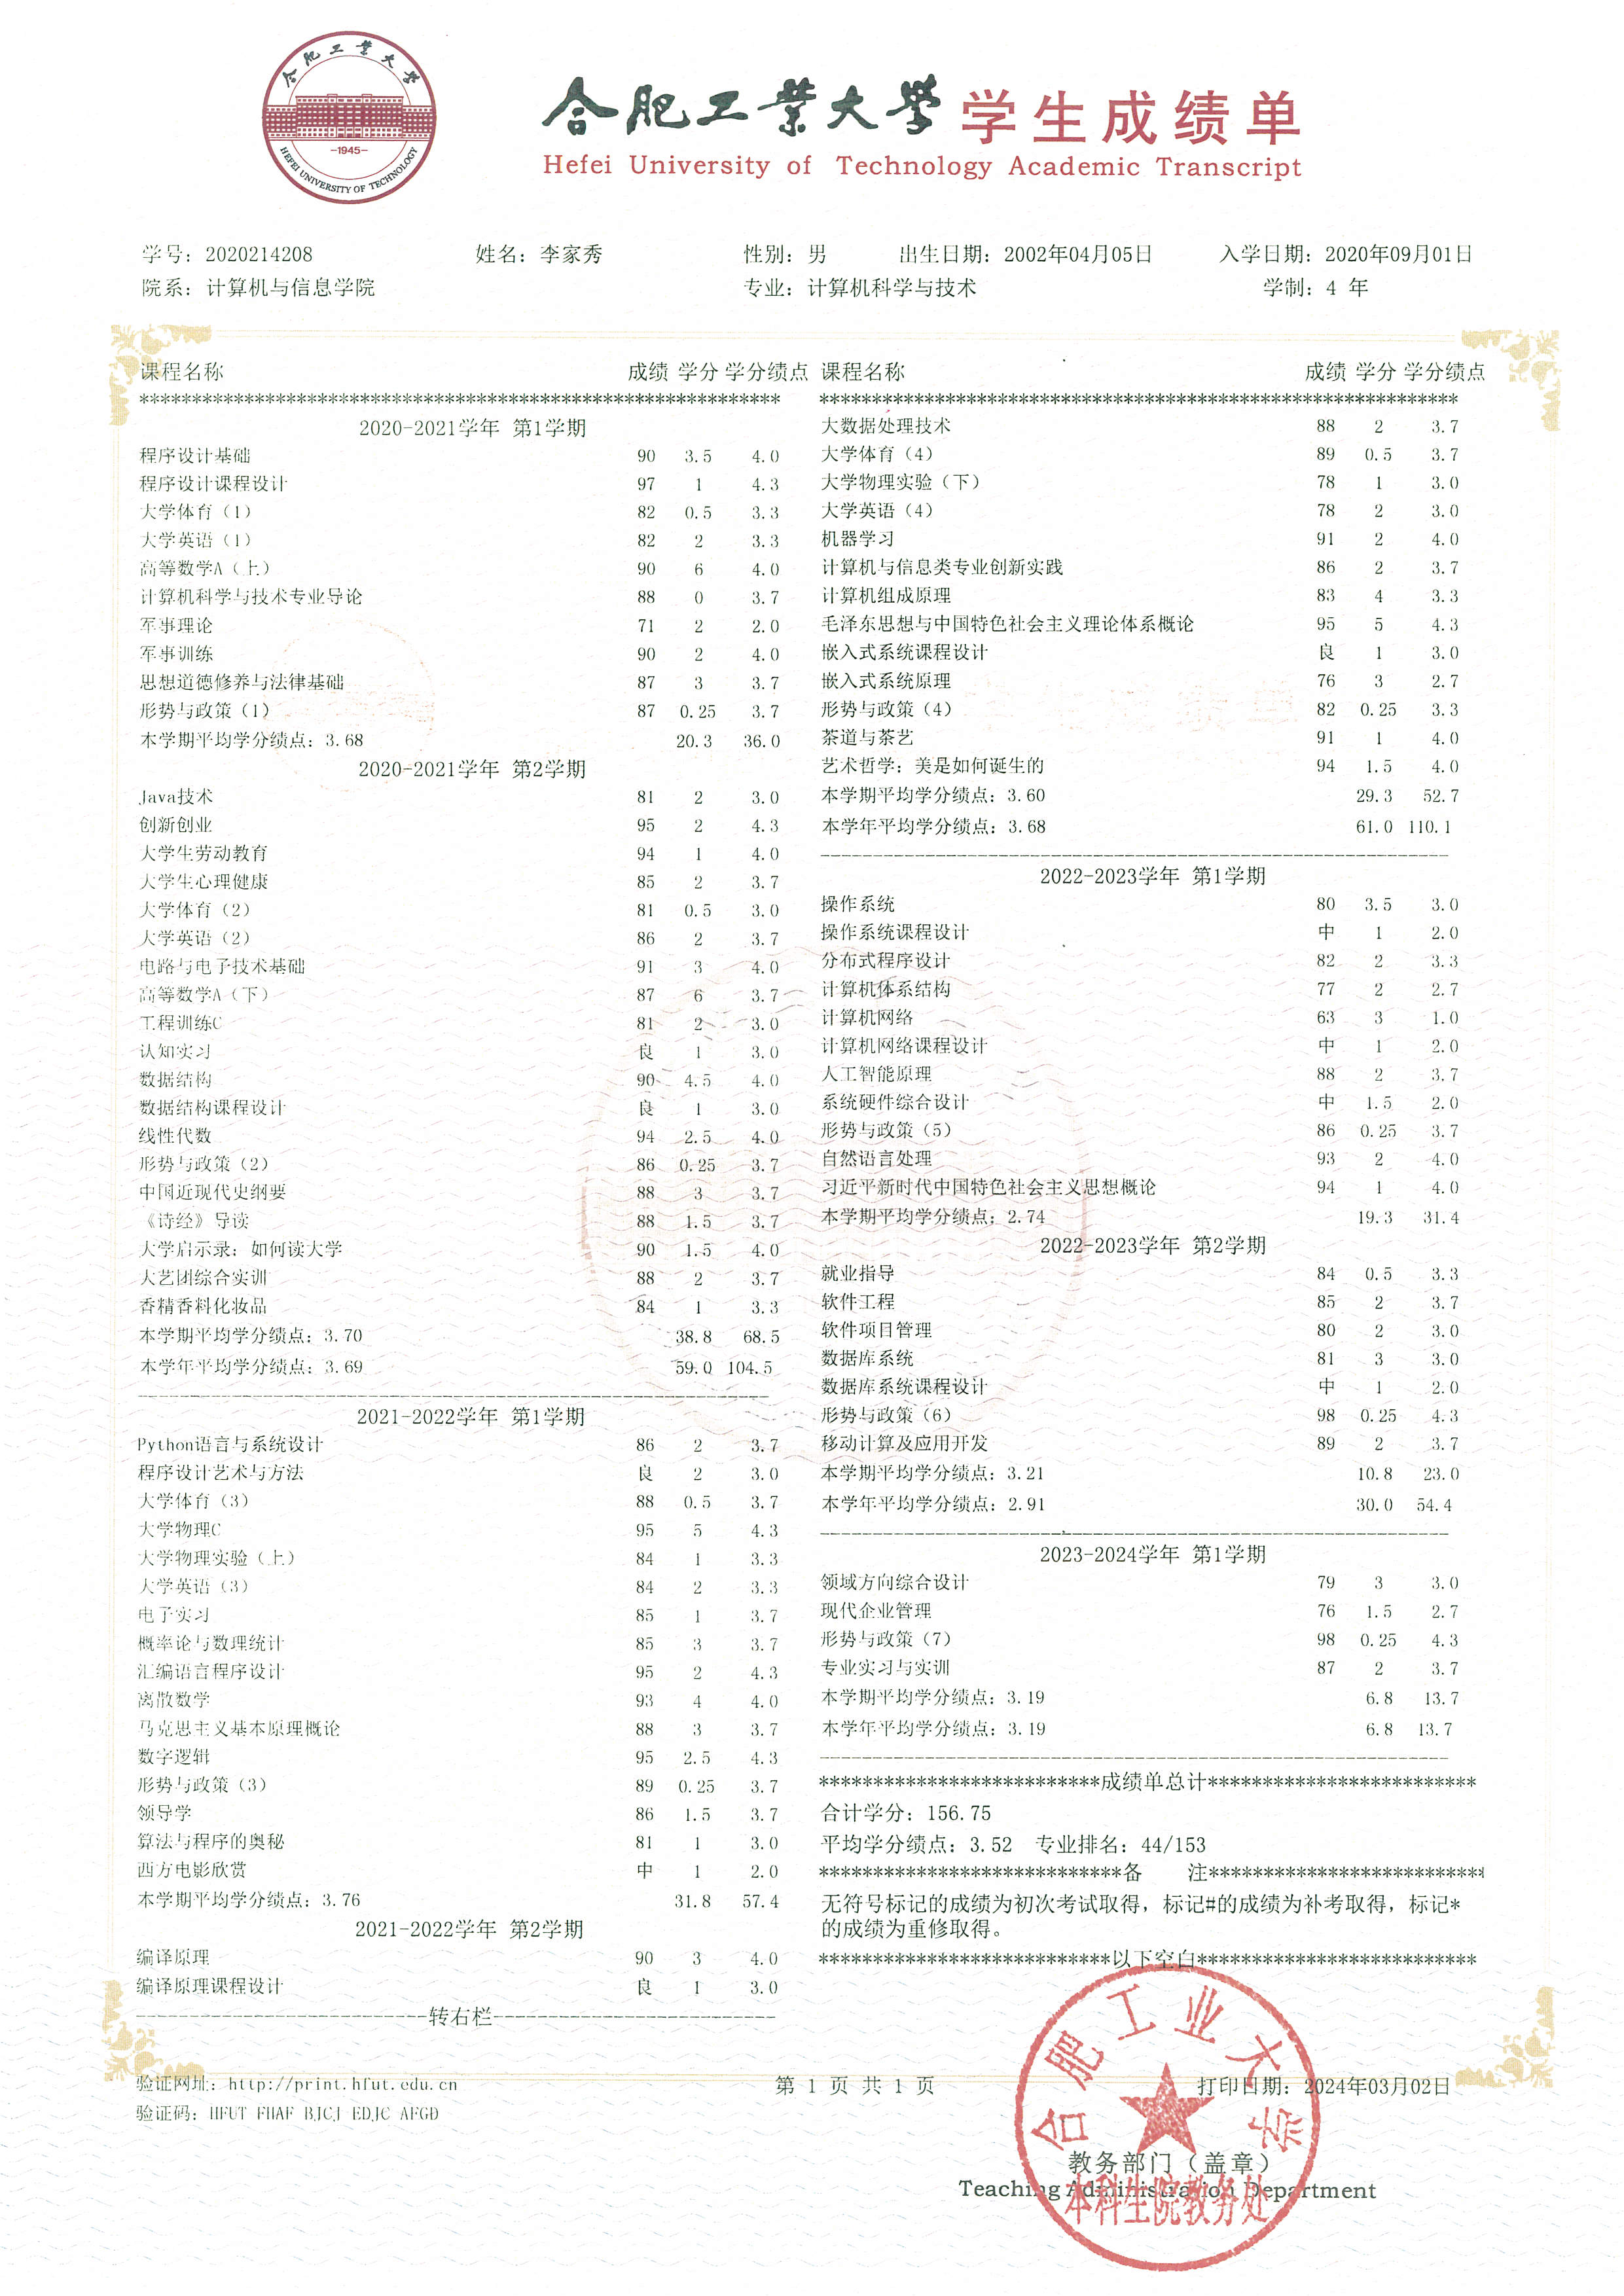 合肥工業大學
-1945-
HEFEI UNIVERSITY OF TECHNOLOGY
合肥工業大學 学生成绩单
Hefei University of Technology Academic Transcript
学号：2020214208 姓名：李家秀 性别：男 出生日期：2002年04月05日 入学日期：2020年09月01日
院系：计算机与信息学院 专业：计算机科学与技术 学制：4 年
课程名称 成绩 学分 学分绩点
*************************************************************
2020-2021学年 第1学期
程序设计基础 90 3.5 4.0
程序设计课程设计 97 1 4.3
大学体育（1） 82 0.5 3.3
大学英语（1） 82 2 3.3
高等数学A（上） 90 6 4.0
计算机科学与技术专业导论 88 0 3.7
军事理论 71 2 2.0
军事训练 90 2 4.0
思想道德修养与法律基础 87 3 3.7
形势与政策（1） 87 0.25 3.7
本学期平均学分绩点：3.68 20.3 36.0
2020-2021学年 第2学期
Java技术 81 2 3.0
创新创业 95 2 4.3
大学生劳动教育 94 1 4.0
大学生心理健康 85 2 3.7
大学体育（2） 81 0.5 3.0
大学英语（2） 86 2 3.7
电路与电子技术基础 91 3 4.0
高等数学A（下） 87 6 3.7
工程训练C 81 2 3.0
认知实习 良 1 3.0
数据结构 90 4.5 4.0
数据结构课程设计 良 1 3.0
线性代数 94 2.5 4.0
形势与政策（2） 86 0.25 3.7
中国近现代史纲要 88 3 3.7
《诗经》导读 88 1.5 3.7
大学启示录：如何读大学 90 1.5 4.0
大艺团综合实训 88 2 3.7
香精香料化妆品 84 1 3.3
本学期平均学分绩点：3.70 38.8 68.5
本学年平均学分绩点：3.69 59.0 104.5
------------------------------------------------------------
2021-2022学年 第1学期
Python语言与系统设计 86 2 3.7
程序设计艺术与方法 良 2 3.0
大学体育（3） 88 0.5 3.7
大学物理C 95 5 4.3
大学物理实验（上） 84 1 3.3
大学英语（3） 84 2 3.3
电子实习 85 1 3.7
概率论与数理统计 85 3 3.7
汇编语言程序设计 95 2 4.3
离散数学 93 4 4.0
马克思主义基本原理概论 88 3 3.7
数字逻辑 95 2.5 4.3
形势与政策（3） 89 0.25 3.7
领导学 86 1.5 3.7
算法与程序的奥秘 81 1 3.0
西方电影欣赏 中 1 2.0
本学期平均学分绩点：3.76 31.8 57.4
2021-2022学年 第2学期
编译原理 90 3 4.0
编译原理课程设计 良 1 3.0
---------------------------转右栏---------------------------
课程名称 成绩 学分 学分绩点
*************************************************************
大数据处理技术 88 2 3.7
大学体育（4） 89 0.5 3.7
大学物理实验（下） 78 1 3.0
大学英语（4） 78 2 3.0
机器学习 91 2 4.0
计算机与信息类专业创新实践 86 2 3.7
计算机组成原理 83 4 3.3
毛泽东思想与中国特色社会主义理论体系概论 95 5 4.3
嵌入式系统课程设计 良 1 3.0
嵌入式系统原理 76 3 2.7
形势与政策（4） 82 0.25 3.3
茶道与茶艺 91 1 4.0
艺术哲学：美是如何诞生的 94 1.5 4.0
本学期平均学分绩点：3.60 29.3 52.7
本学年平均学分绩点：3.68 61.0 110.1
------------------------------------------------------------
2022-2023学年 第1学期
操作系统 80 3.5 3.0
操作系统课程设计 中 1 2.0
分布式程序设计 82 2 3.3
计算机体系结构 77 2 2.7
计算机网络 63 3 1.0
计算机网络课程设计 中 1 2.0
人工智能原理 88 2 3.7
系统硬件综合设计 中 1.5 2.0
形势与政策（5） 86 0.25 3.7
自然语言处理 93 2 4.0
习近平新时代中国特色社会主义思想概论 94 1 4.0
本学期平均学分绩点：2.74 19.3 31.4
2022-2023学年 第2学期
就业指导 84 0.5 3.3
软件工程 85 2 3.7
软件项目管理 80 2 3.0
数据库系统 81 3 3.0
数据库系统课程设计 中 1 2.0
形势与政策（6） 98 0.25 4.3
移动计算及应用开发 89 2 3.7
本学期平均学分绩点：3.21 10.8 23.0
本学年平均学分绩点：2.91 30.0 54.4
------------------------------------------------------------
2023-2024学年 第1学期
领域方向综合设计 79 3 3.0
现代企业管理 76 1.5 2.7
形势与政策（7） 98 0.25 4.3
专业实习与实训 87 2 3.7
本学期平均学分绩点：3.19 6.8 13.7
本学年平均学分绩点：3.19 6.8 13.7
------------------------------------------------------------
**************************成绩单总计*************************
合计学分：156.75
平均学分绩点：3.52 专业排名：44/153
****************************备 注*************************
无符号标记的成绩为初次考试取得，标记#的成绩为补考取得，标记*
的成绩为重修取得。
***************************以下空白**************************
验证网址：http://print.hfut.edu.cn 第 1 页 共 1 页 打印日期：2024年03月02日
验证码：HFUT FHAF BJCJ EDJC AFGD
合肥工业大学
教务部门（盖章）
Teaching Administration Department
本科生院教务处